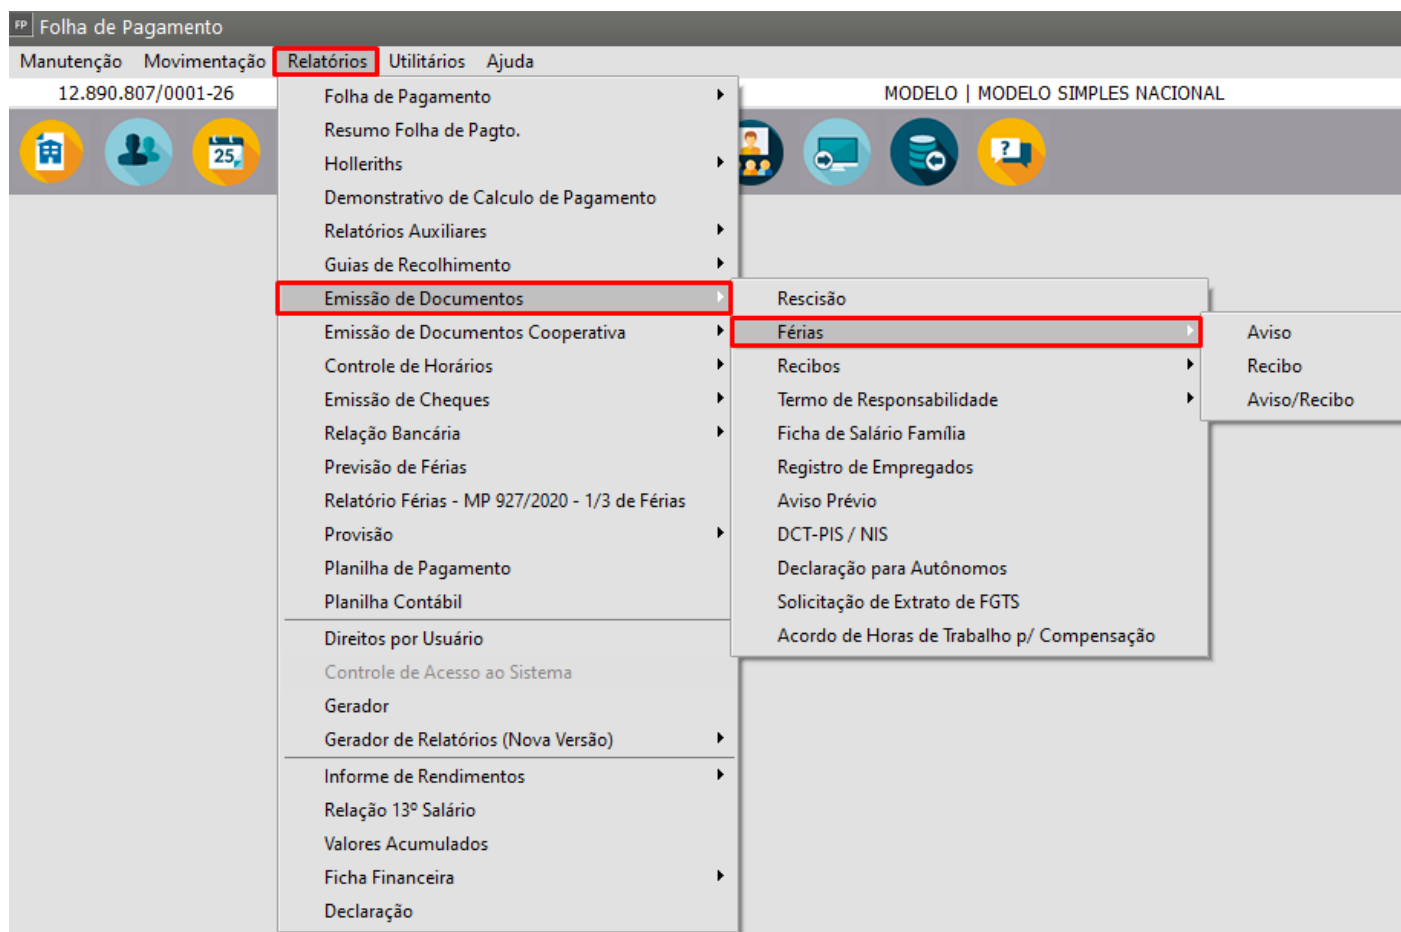 FP Folha de Pagamento
Manutenção Movimentação Relatórios Utilitários Ajuda
12.890.807/0001-26
MODELO | MODELO SIMPLES NACIONAL
25
?
Folha de Pagamento
Resumo Folha de Pagto.
Holleriths
Demonstrativo de Calculo de Pagamento
Relatórios Auxiliares
Guias de Recolhimento
Emissão de Documentos
Emissão de Documentos Cooperativa
Controle de Horários
Emissão de Cheques
Relação Bancária
Previsão de Férias
Relatório Férias - MP 927/2020 - 1/3 de Férias
Provisão
Planilha de Pagamento
Planilha Contábil
Direitos por Usuário
Controle de Acesso ao Sistema
Gerador
Gerador de Relatórios (Nova Versão)
Informe de Rendimentos
Relação 13º Salário
Valores Acumulados
Ficha Financeira
Declaração
Rescisão
Férias
Recibos
Termo de Responsabilidade
Ficha de Salário Família
Registro de Empregados
Aviso Prévio
DCT-PIS / NIS
Declaração para Autônomos
Solicitação de Extrato de FGTS
Acordo de Horas de Trabalho p/ Compensação
Aviso
Recibo
Aviso/Recibo